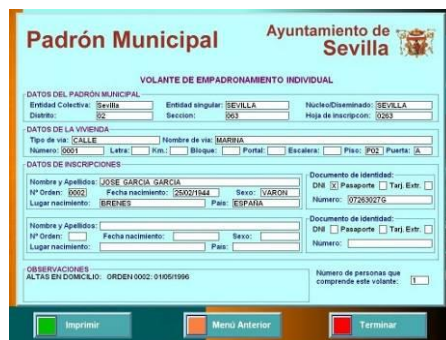 Padrón Municipal
Ayuntamiento de
Sevilla
VOLANTE DE EMPADRONAMIENTO INDIVIDUAL
DATOS DEL PADRÓN MUNICIPAL
Entidad Colectiva: Sevilla Entidad singular: SEVILLA Núcleo/Diseminado: SEVILLA
Distrito: 02 Seccion: 063 Hoja de inscripcon: 0263
DATOS DE LA VIVIENDA
Tipo de via: CALLE Nombre de via: MARINA
Número: 0001 Letra: Km.: Bloque: Portal: Escalera: Piso: P02 Puerta: A
DATOS DE INSCRIPCIONES
Nombre y Apellidos: JOSE GARCIA GARCIA
Nº Orden: 0002 Fecha nacimiento: 25/02/1944 Sexo: VARON
Lugar nacimiento: BRENES País: ESPAÑA
Documento de identidad:
DNI X Pasaporte Tarj. Extr.
Número: 07263027G
Nombre y Apellidos:
Nº Orden: Fecha nacimiento: Sexo:
Lugar nacimiento: País:
Documento de identidad:
DNI Pasaporte Tarj. Extr.
Número:
OBSERVACIONES
ALTAS EN DOMICILIO: ORDEN 0002: 01/05/1996
Número de personas que
comprende este volante: 1
Imprimir
Menú Anterior
Terminar